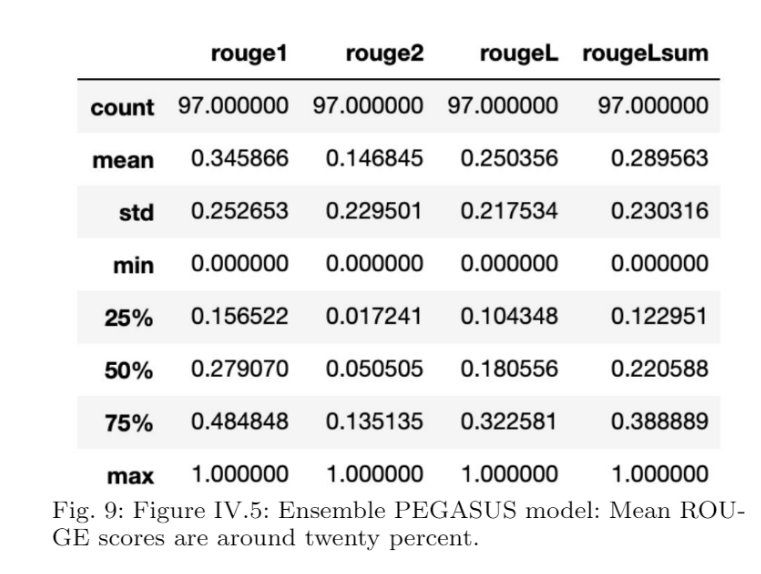 rouge1 rouge2 rougeL rougeLsum
count 97.000000 97.000000 97.000000 97.000000
mean 0.345866 0.146845 0.250356 0.289563
std 0.252653 0.229501 0.217534 0.230316
min 0.000000 0.000000 0.000000 0.000000
25% 0.156522 0.017241 0.104348 0.122951
50% 0.279070 0.050505 0.180556 0.220588
75% 0.484848 0.135135 0.322581 0.388889
max 1.000000 1.000000 1.000000 1.000000
Fig. 9: Figure IV.5: Ensemble PEGASUS model: Mean ROU-
GE scores are around twenty percent.